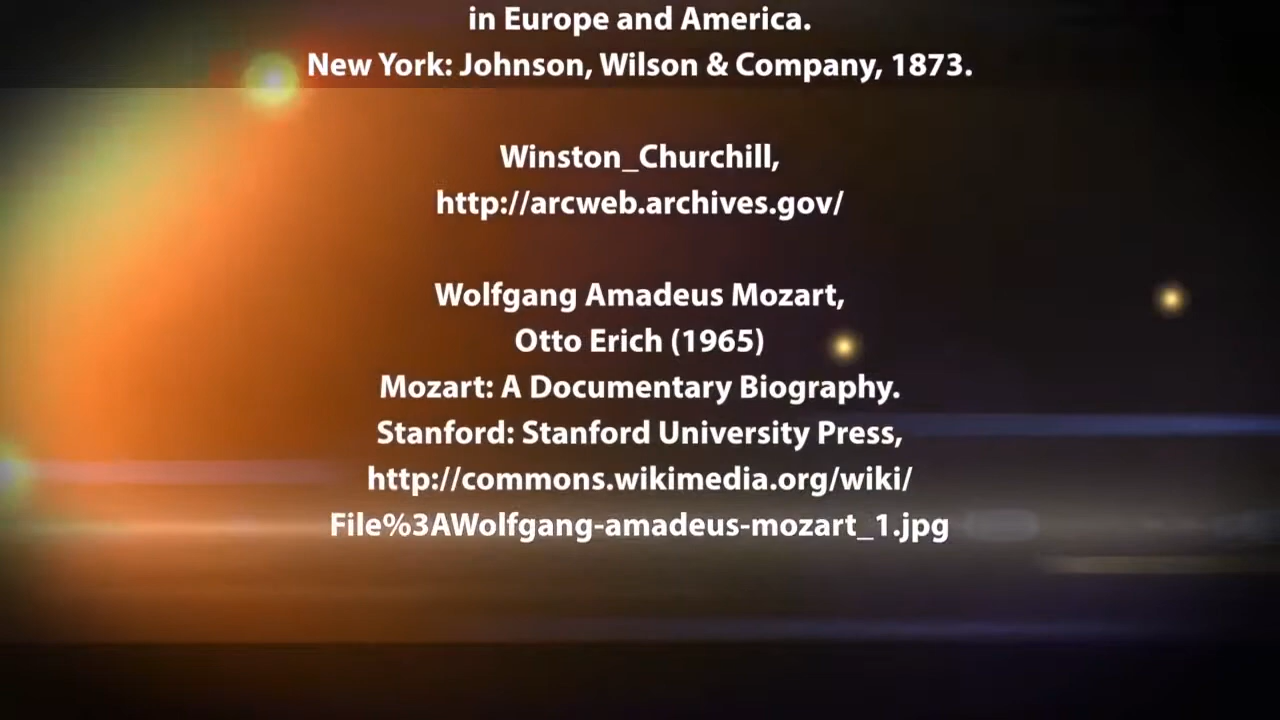 in Europe and America.
New York: Johnson, Wilson & Company, 1873.
Winston_Churchill,
http://arcweb.archives.gov/
Wolfgang Amadeus Mozart,
Otto Erich (1965)
Mozart: A Documentary Biography.
Stanford: Stanford University Press,
http://commons.wikimedia.org/wiki/
File%3AWolfgang-amadeus-mozart_1.jpg